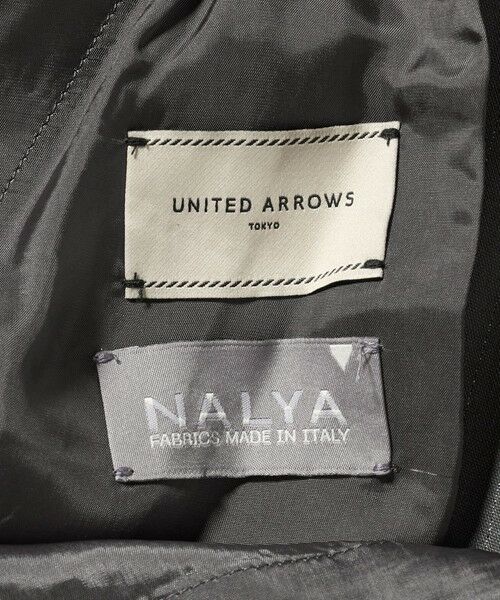 UNITED ARROWS
TOKYO
NALYA
FABRICS MADE IN ITALY